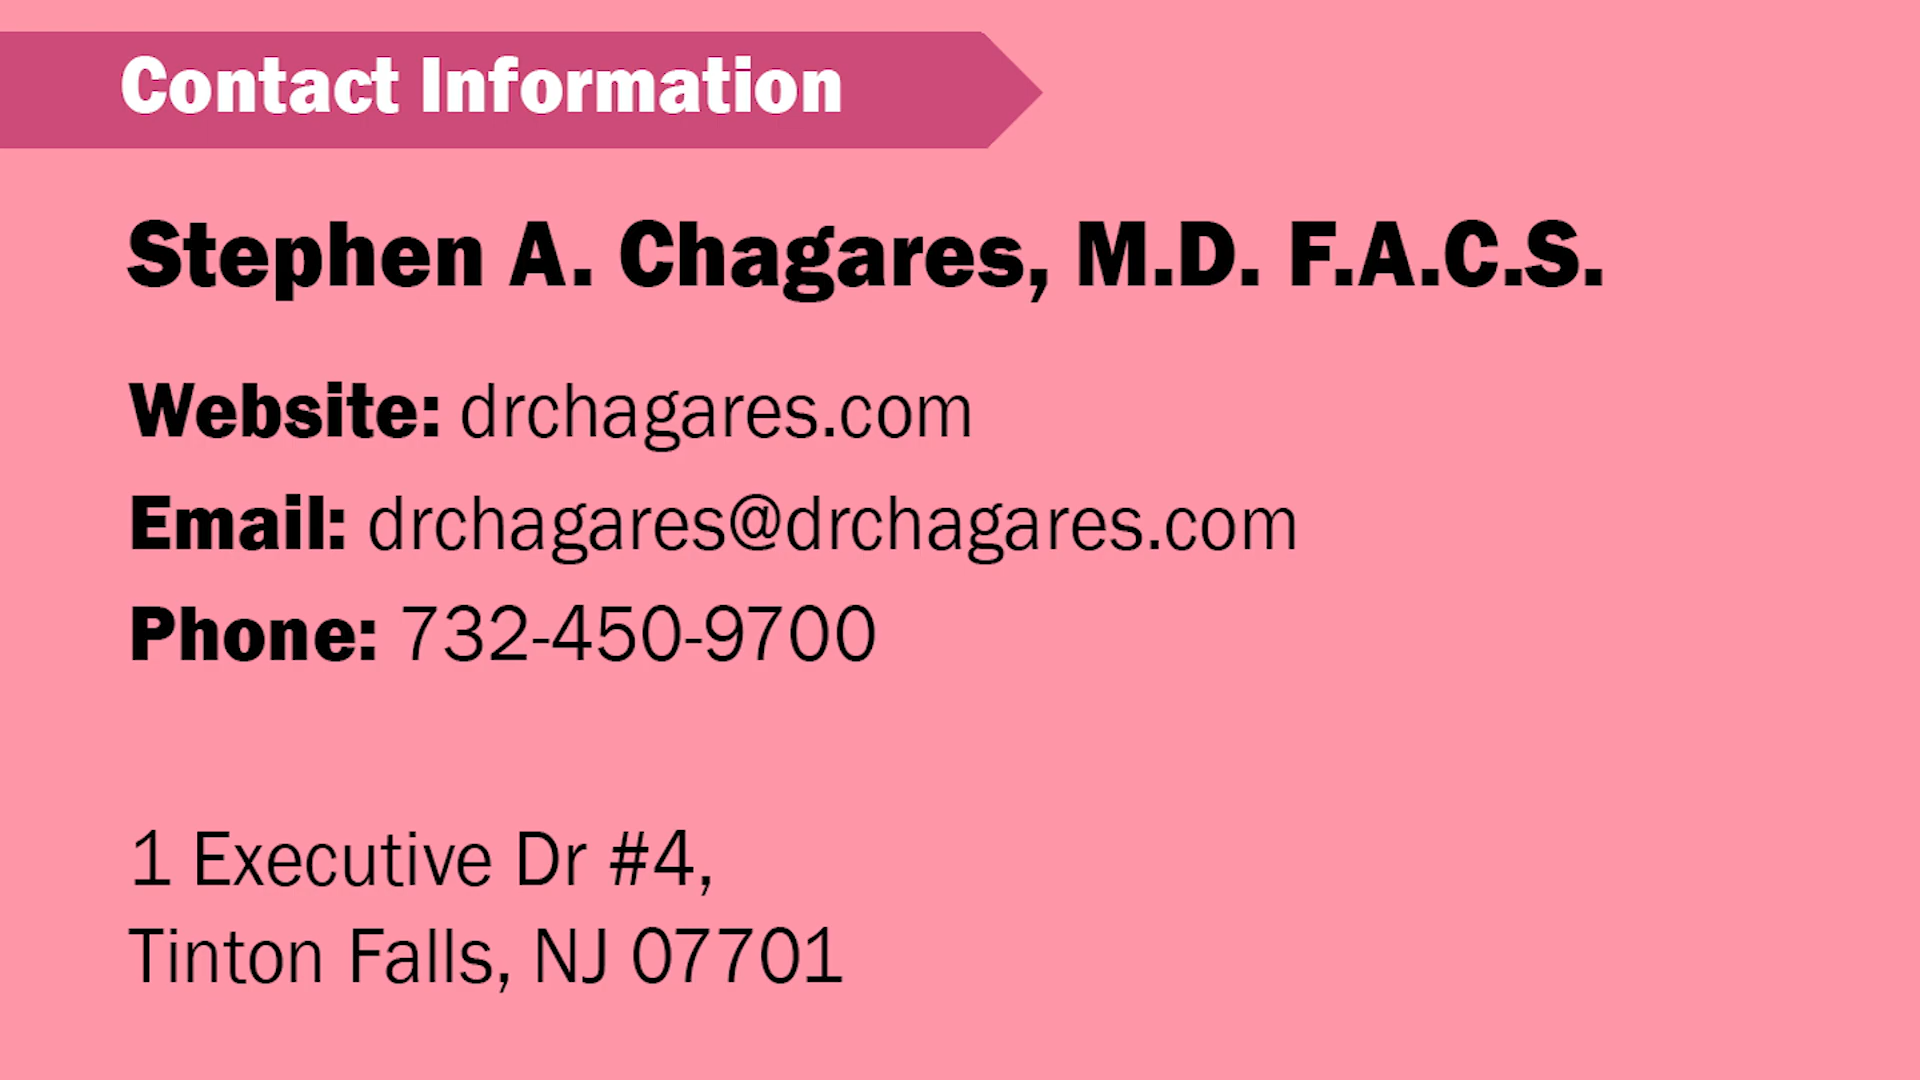 Contact Information
Stephen A. Chagares, M.D. F.A.C.S.
Website: drchagares.com
Email: drchagares@drchagares.com
Phone: 732-450-9700
1 Executive Dr #4,
Tinton Falls, NJ 07701